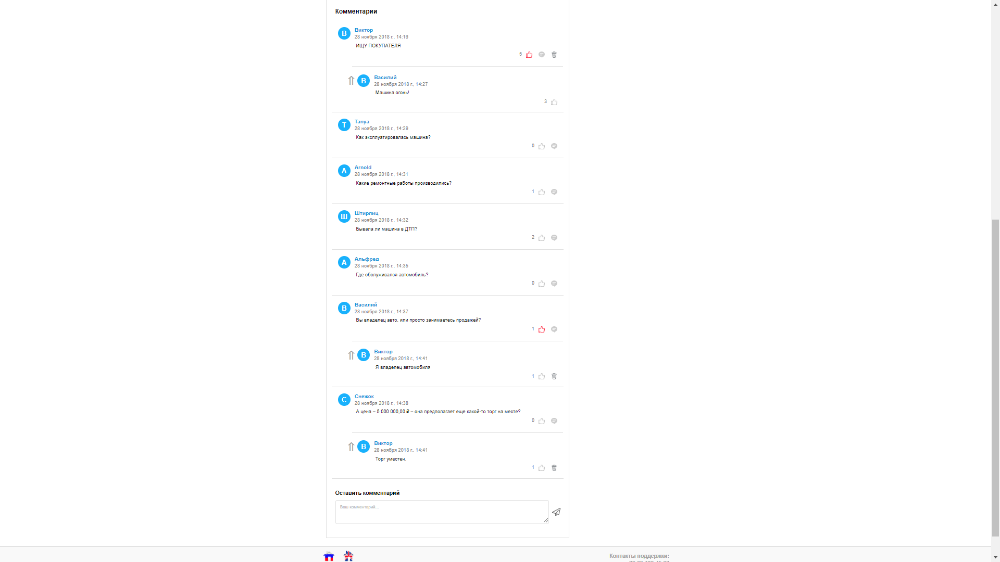 Комментарии
В
Виктор
28 ноября 2018 г., 14:16
ИЩУ ПОКУПАТЕЛЯ
5
⇑
В
Василий
28 ноября 2018 г., 14:27
Машина огонь!
3
T
Tanya
28 ноября 2018 г., 14:29
Как эксплуатировалась машина?
0
A
Arnold
28 ноября 2018 г., 14:31
Какие ремонтные работы производились?
1
Ш
Штирлиц
28 ноября 2018 г., 14:32
Бывала ли машина в ДТП?
2
А
Альфред
28 ноября 2018 г., 14:35
Где обслуживался автомобиль?
0
В
Василий
28 ноября 2018 г., 14:37
Вы владелец авто, или просто занимаетесь продажей?
1
⇑
В
Виктор
28 ноября 2018 г., 14:41
Я владелец автомобиля
1
С
Снежок
28 ноября 2018 г., 14:38
А цена – 5 000 000,00 ₽ – она предполагает еще какой-то торг на месте?
0
⇑
В
Виктор
28 ноября 2018 г., 14:41
Торг уместен.
1
Оставить комментарий
Ваш комментарий...
Контакты поддержки: